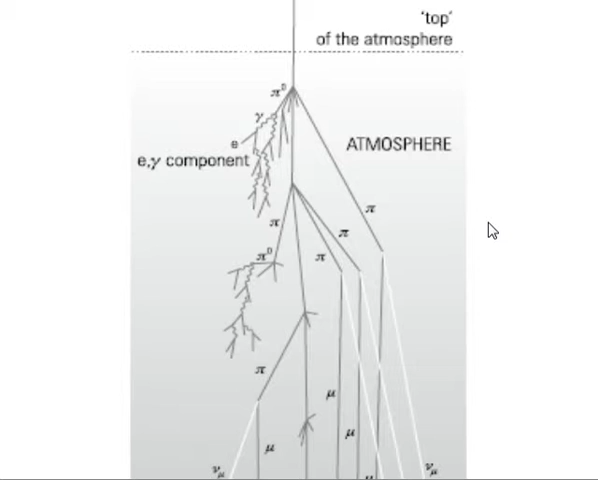 ‘top’
of the atmosphere
π⁰
γ
e
ATMOSPHERE
e,γ component
π
π
π
π⁰
π
π
μ
μ
μ
ν_μ
ν_μ
μ